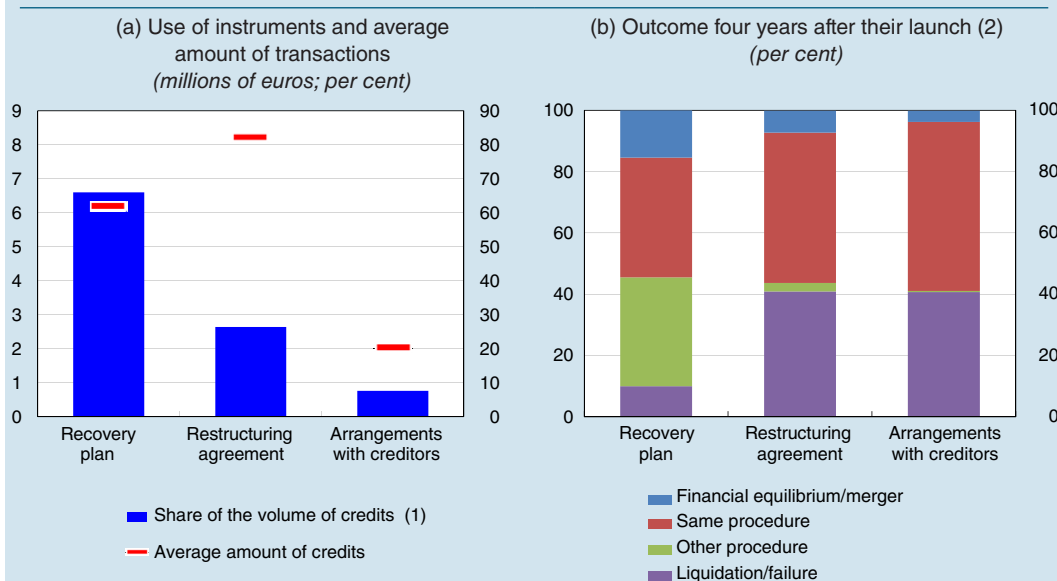 (a) Use of instruments and average
amount of transactions
(millions of euros; per cent)
9
8
7
6
5
4
3
2
1
0
90
80
70
60
50
40
30
20
10
0
Recovery
plan
Restructuring
agreement
Arrangements
with creditors
Share of the volume of credits (1)
Average amount of credits
(b) Outcome four years after their launch (2)
(per cent)
100
80
60
40
20
0
100
80
60
40
20
0
Recovery
plan
Restructuring
agreement
Arrangements
with creditors
Financial equilibrium/merger
Same procedure
Other procedure
Liquidation/failure